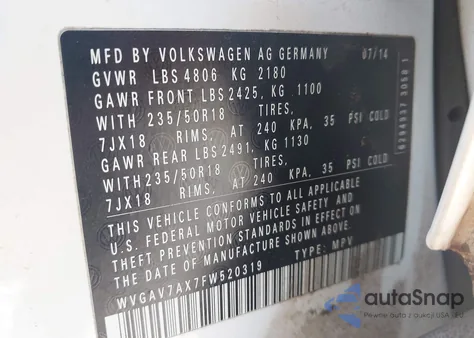 MFD BY VOLKSWAGEN AG GERMANY 07/14
GVWR LBS 4806 KG 2180
GAWR FRONT LBS 2425, KG 1100
WITH 235/50R18 TIRES,
7JX18 RIMS, AT 240 KPA, 35 PSI COLD
GAWR REAR LBS 2491, KG 1130
WITH 235/50R18 TIRES,
7JX18 RIMS, AT 240 KPA, 35 PSI COLD
THIS VEHICLE CONFORMS TO ALL APPLICABLE
U.S. FEDERAL MOTOR VEHICLE SAFETY AND
THEFT PREVENTION STANDARDS IN EFFECT ON
THE DATE OF MANUFACTURE SHOWN ABOVE.
WVGAV7AX7FW520319 TYPE: MPV
autoSnap